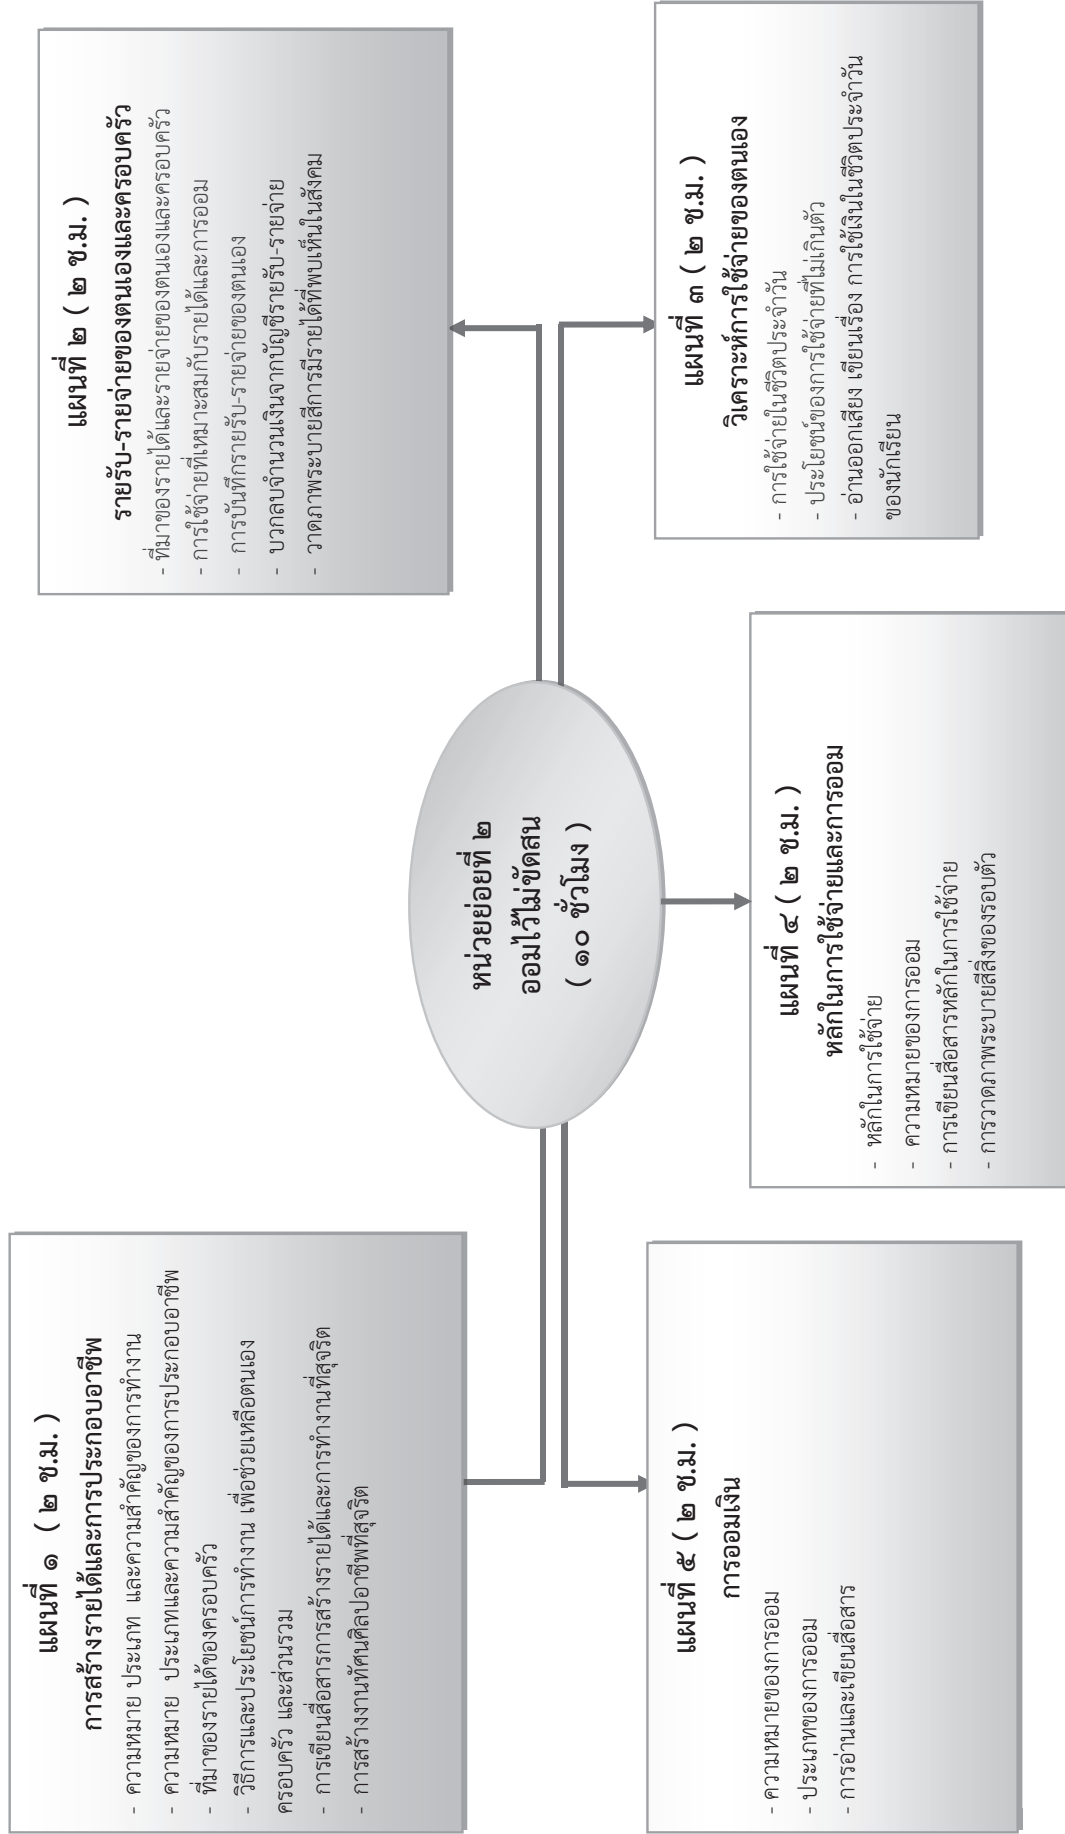 แผนที่ ๑ ( ๒ ช.ม. )
การสร้างรายได้และการประกอบอาชีพ
- ความหมาย ประเภท และความสำคัญของการทำงาน
- ความหมาย ประเภทและความสำคัญของการประกอบอาชีพ
- ที่มาของรายได้ของครอบครัว
- วิธีการและประโยชน์การทำงาน เพื่อช่วยเหลือตนเอง
ครอบครัว และส่วนรวม
- การเขียนสื่อสารการสร้างรายได้และการทำงานที่สุจริต
- การสร้างงานทัศนศิลปอาชีพที่สุจริต
แผนที่ ๒ ( ๒ ช.ม. )
รายรับ-รายจ่ายของตนเองและครอบครัว
- ที่มาของรายได้และรายจ่ายของตนเองและครอบครัว
- การใช้จ่ายที่เหมาะสมกับรายได้และการออม
- การบันทึกรายรับ-รายจ่ายของตนเอง
- บวกลบจำนวนเงินจากบัญชีรายรับ-รายจ่าย
- วาดภาพระบายสีการมีรายได้ที่พบเห็นในสังคม
หน่วยย่อยที่ ๒
ออมไว้ไม่ขัดสน
( ๑๐ ชั่วโมง )
แผนที่ ๕ ( ๒ ช.ม. )
การออมเงิน
- ความหมายของการออม
- ประเภทของการออม
- การอ่านและเขียนสื่อสาร
แผนที่ ๔ ( ๒ ช.ม. )
หลักในการใช้จ่ายและการออม
- หลักในการใช้จ่าย
- ความหมายของการออม
- การเขียนสื่อสารหลักในการใช้จ่าย
- การวาดภาพระบายสีสิ่งของรอบตัว
แผนที่ ๓ ( ๒ ช.ม. )
วิเคราะห์การใช้จ่ายของตนเอง
- การใช้จ่ายในชีวิตประจำวัน
- ประโยชน์ของการใช้จ่ายที่ไม่เกินตัว
- อ่านออกเสียง เขียนเรื่อง การใช้เงินในชีวิตประจำวัน
ของนักเรียน